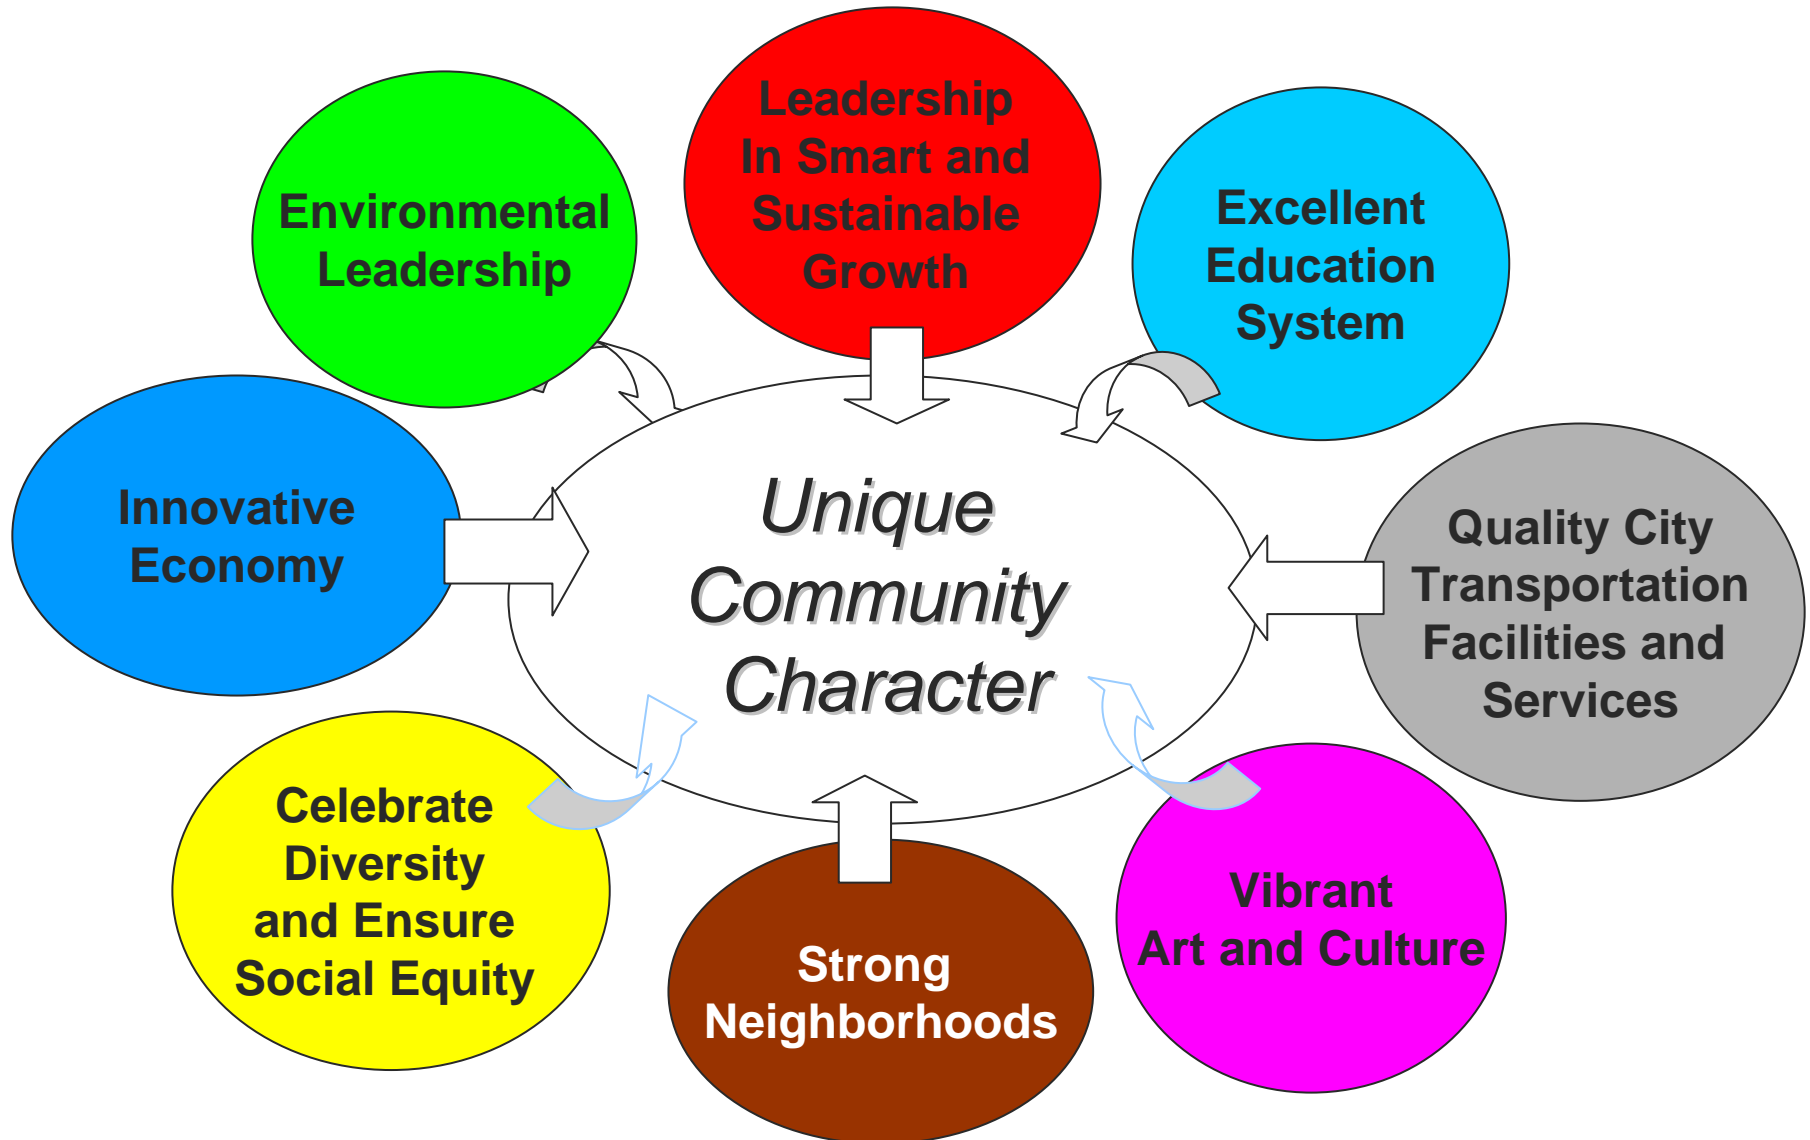 Leadership
In Smart and
Sustainable
Growth
Environmental
Leadership
Excellent
Education
System
Innovative
Economy
Unique
Community
Character
Quality City
Transportation
Facilities and
Services
Celebrate
Diversity
and Ensure
Social Equity
Strong
Neighborhoods
Vibrant
Art and Culture